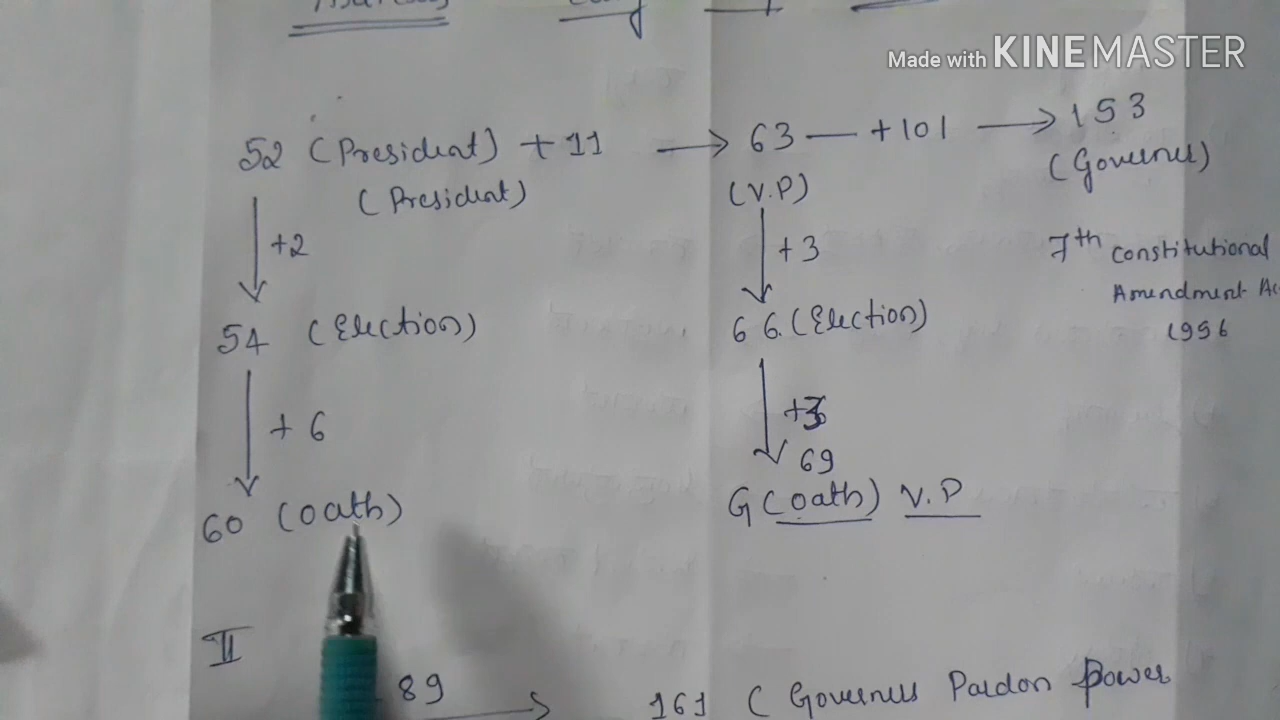 Made with KINEMASTER
52 (President) + 11 → 63 — +101 → 153
(President) (V.P) (Governer)
+2 +3 7th constitutional
Amendment Ac
54 (Election) 66. (Election) 1956
+ 6 +3
69
60 (Oath) G (oath) V.P
II
89 → 161 ( Governers Pardon power